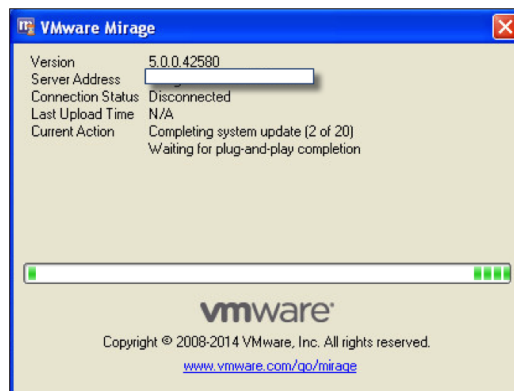 VMware Mirage
Version 5.0.0.42580
Server Address
Connection Status Disconnected
Last Upload Time N/A
Current Action Completing system update (2 of 20)
Waiting for plug-and-play completion
vmware
Copyright © 2008-2014 VMware, Inc. All rights reserved.
www.vmware.com/go/mirage